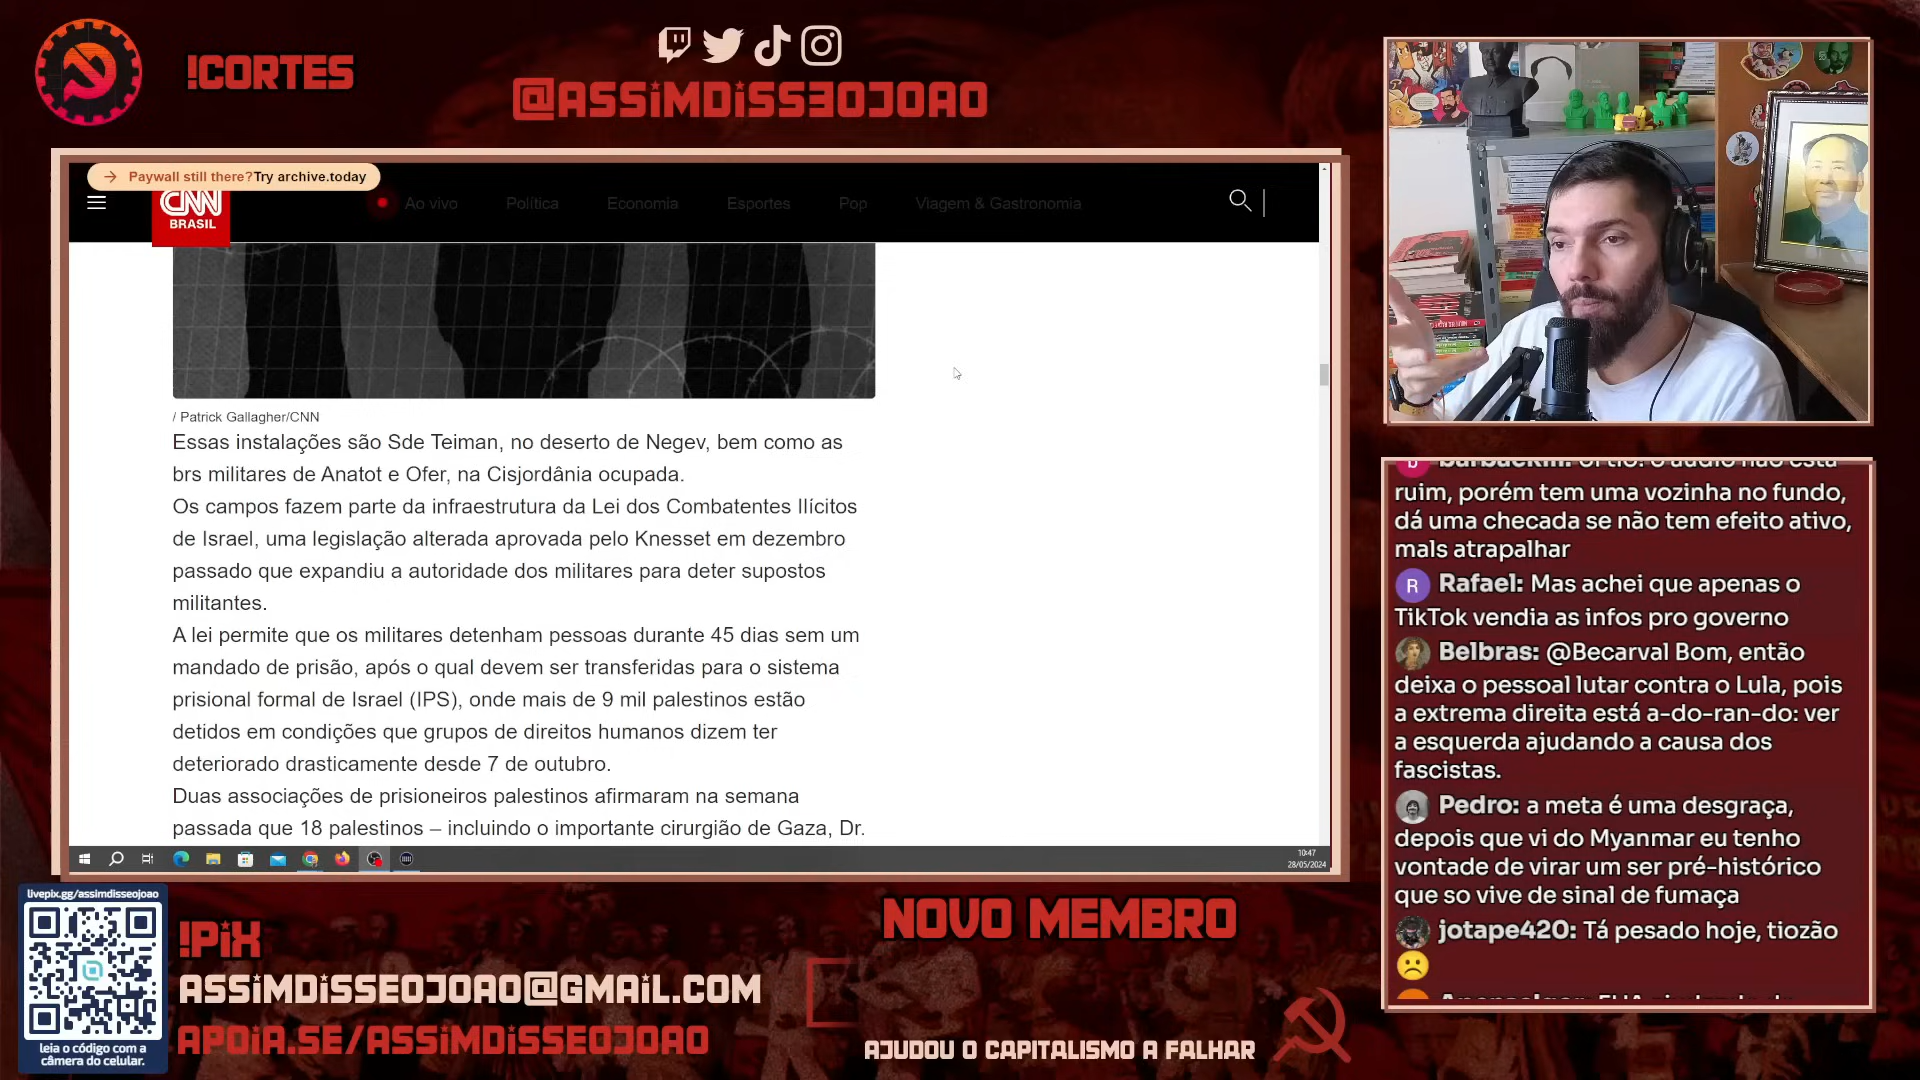 !CORTES
@ASSIMDISSEOJOAO
→ Paywall still there?Try archive.today
CNN
BRASIL
Ao vivo
Política
Economia
Esportes
Pop
Viagem & Gastronomia
/ Patrick Gallagher/CNN
Essas instalações são Sde Teiman, no deserto de Negev, bem como as
brs militares de Anatot e Ofer, na Cisjordânia ocupada.
Os campos fazem parte da infraestrutura da Lei dos Combatentes Ilícitos
de Israel, uma legislação alterada aprovada pelo Knesset em dezembro
passado que expandiu a autoridade dos militares para deter supostos
militantes.
A lei permite que os militares detenham pessoas durante 45 dias sem um
mandado de prisão, após o qual devem ser transferidas para o sistema
prisional formal de Israel (IPS), onde mais de 9 mil palestinos estão
detidos em condições que grupos de direitos humanos dizem ter
deteriorado drasticamente desde 7 de outubro.
Duas associações de prisioneiros palestinos afirmaram na semana
passada que 18 palestinos – incluindo o importante cirurgião de Gaza, Dr.
10:47
28/05/2024
ruim, porém tem uma vozinha no fundo,
dá uma checada se não tem efeito ativo,
mals atrapalhar
R Rafael: Mas achei que apenas o
TikTok vendia as infos pro governo
Belbras: @Becarval Bom, então
deixa o pessoal lutar contra o Lula, pois
a extrema direita está a-do-ran-do: ver
a esquerda ajudando a causa dos
fascistas.
Pedro: a meta é uma desgraça,
depois que vi do Myanmar eu tenho
vontade de virar um ser pré-histórico
que so vive de sinal de fumaça
jotape420: Tá pesado hoje, tiozão
☹️
livepix.gg/assimdisseojoao
leia o código com a
câmera do celular.
!PIX
ASSIMDISSEOJOAO@GMAIL.COM
APOIA.SE/ASSIMDISSEOJOAO
NOVO MEMBRO
AJUDOU O CAPITALISMO A FALHAR